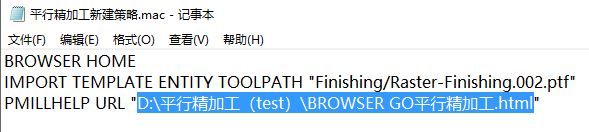 平行精加工新建策略.mac - 记事本
文件(F) 编辑(E) 格式(O) 查看(V) 帮助(H)
BROWSER HOME
IMPORT TEMPLATE ENTITY TOOLPATH "Finishing/Raster-Finishing.002.ptf"
PMILLHELP URL "D:\平行精加工（test）\BROWSER GO平行精加工.html"